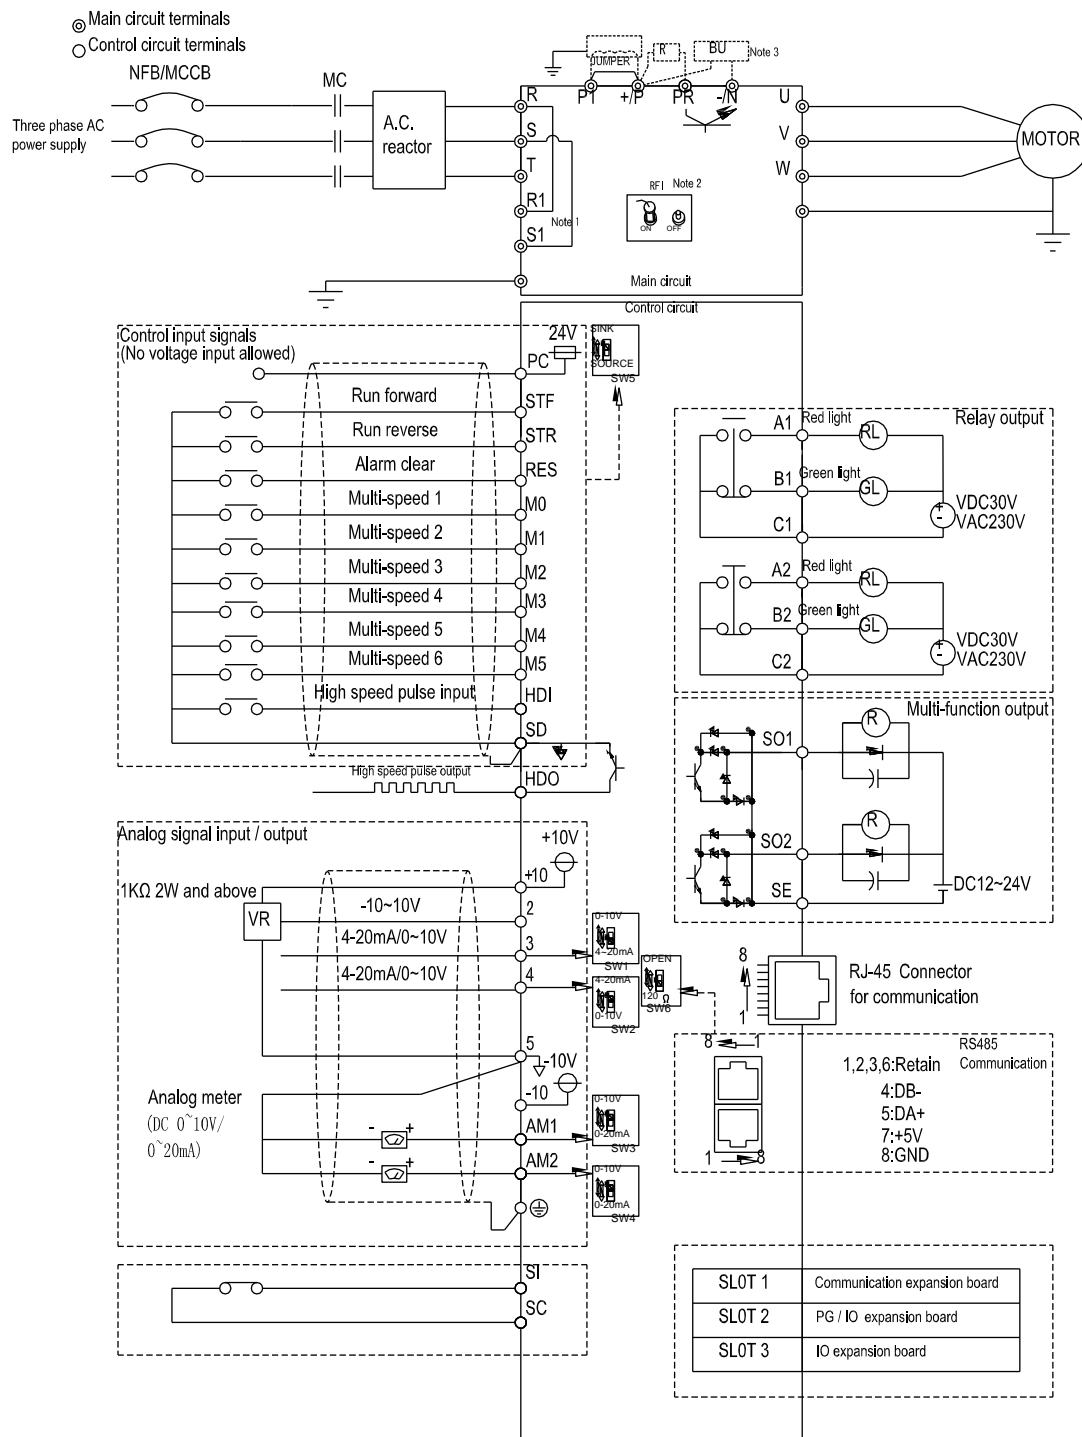 Main circuit terminals
Control circuit terminals
NFB/MCCB
MC
Three phase AC
power supply
A.C.
reactor
R
S
T
R1
S1
Note 1
JUMPER
R
BU
Note 3
P1
+/P
PR
-/N
U
V
W
MOTOR
RFI Note 2
ON OFF
Main circuit
Control circuit
Control input signals
(No voltage input allowed)
24V
PC
SINK
SOURCE
SW5
Run forward
STF
Run reverse
STR
Alarm clear
RES
Multi-speed 1
M0
Multi-speed 2
M1
Multi-speed 3
M2
Multi-speed 4
M3
Multi-speed 5
M4
Multi-speed 6
M5
High speed pulse input
HDI
SD
High speed pulse output
HDO
Relay output
A1
Red light
RL
B1
Green light
GL
C1
+
-
VDC30V
VAC230V
A2
Red light
RL
B2
Green light
GL
C2
+
-
VDC30V
VAC230V
Multi-function output
SO1
R
SO2
R
SE
DC12~24V
Analog signal input / output
+10V
+10
1KΩ 2W and above
VR
-10~10V
2
4-20mA/0~10V
3
4-20mA/0~10V
4
0-10V
4~20mA
SW1
4~20mA
0-10V
SW2
OPEN
120 Ω
SW6
5
-10V
-10
Analog meter
(DC 0~10V/
0~20mA)
- +
AM1
- +
AM2
0-10V
0-20mA
SW3
0-10V
0-20mA
SW4
8
1
RJ-45 Connector
for communication
8 1
1 8
RS485
Communication
1,2,3,6:Retain
4:DB-
5:DA+
7:+5V
8:GND
SI
SC
SLOT 1 Communication expansion board
SLOT 2 PG / IO expansion board
SLOT 3 IO expansion board